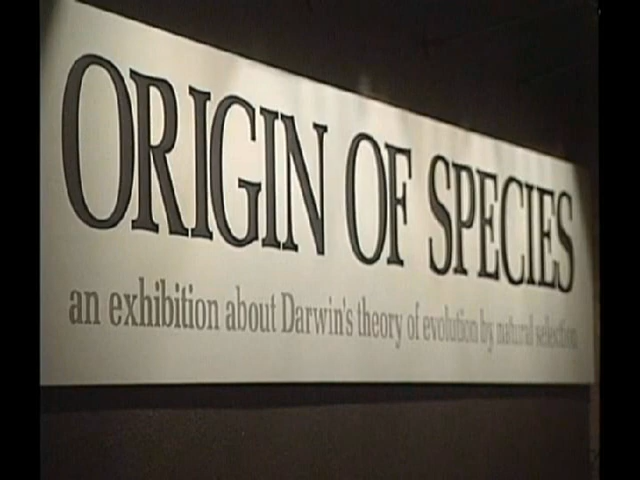 ORIGIN OF SPECIES
an exhibition about Darwin's theory of evolution by natural selection